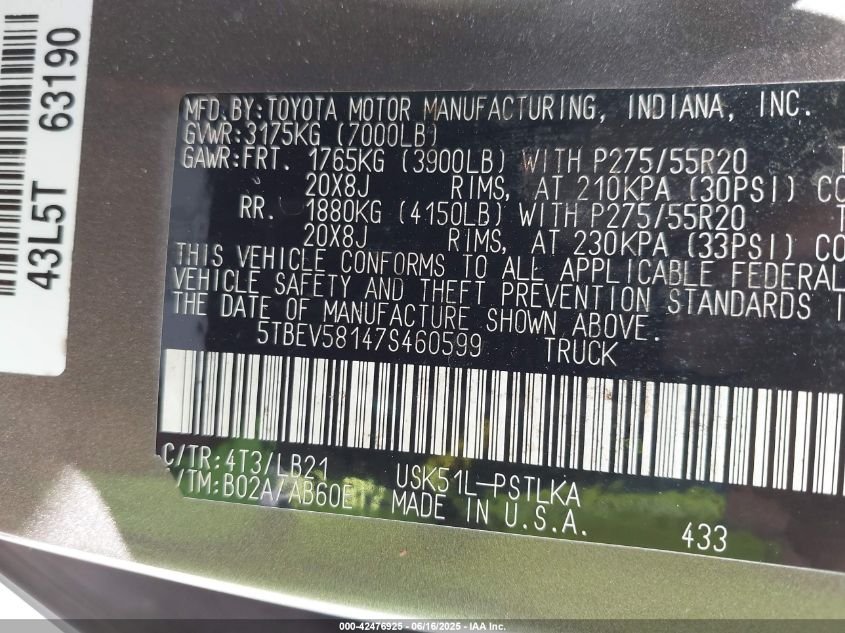 43L5T 63190
MFD.BY:TOYOTA MOTOR MANUFACTURING, INDIANA, INC.
GVWR:3175KG (7000LB)
GAWR:FRT. 1765KG (3900LB) WITH P275/55R20
20X8J RIMS, AT 210KPA (30PSI) CO
RR. 1880KG (4150LB) WITH P275/55R20
20X8J RIMS, AT 230KPA (33PSI) CO
THIS VEHICLE CONFORMS TO ALL APPLICABLE FEDERAL
VEHICLE SAFETY AND THEFT PREVENTION STANDARDS I
THE DATE OF MANUFACTURE SHOWN ABOVE.
5TBEV58147S460599 TRUCK
C/TR:4T3/LB21 USK51L-PSTLKA
/TM:B02A/AB60E MADE IN U.S.A.
433
000-42476925 - 06/16/2025 - IAA Inc.